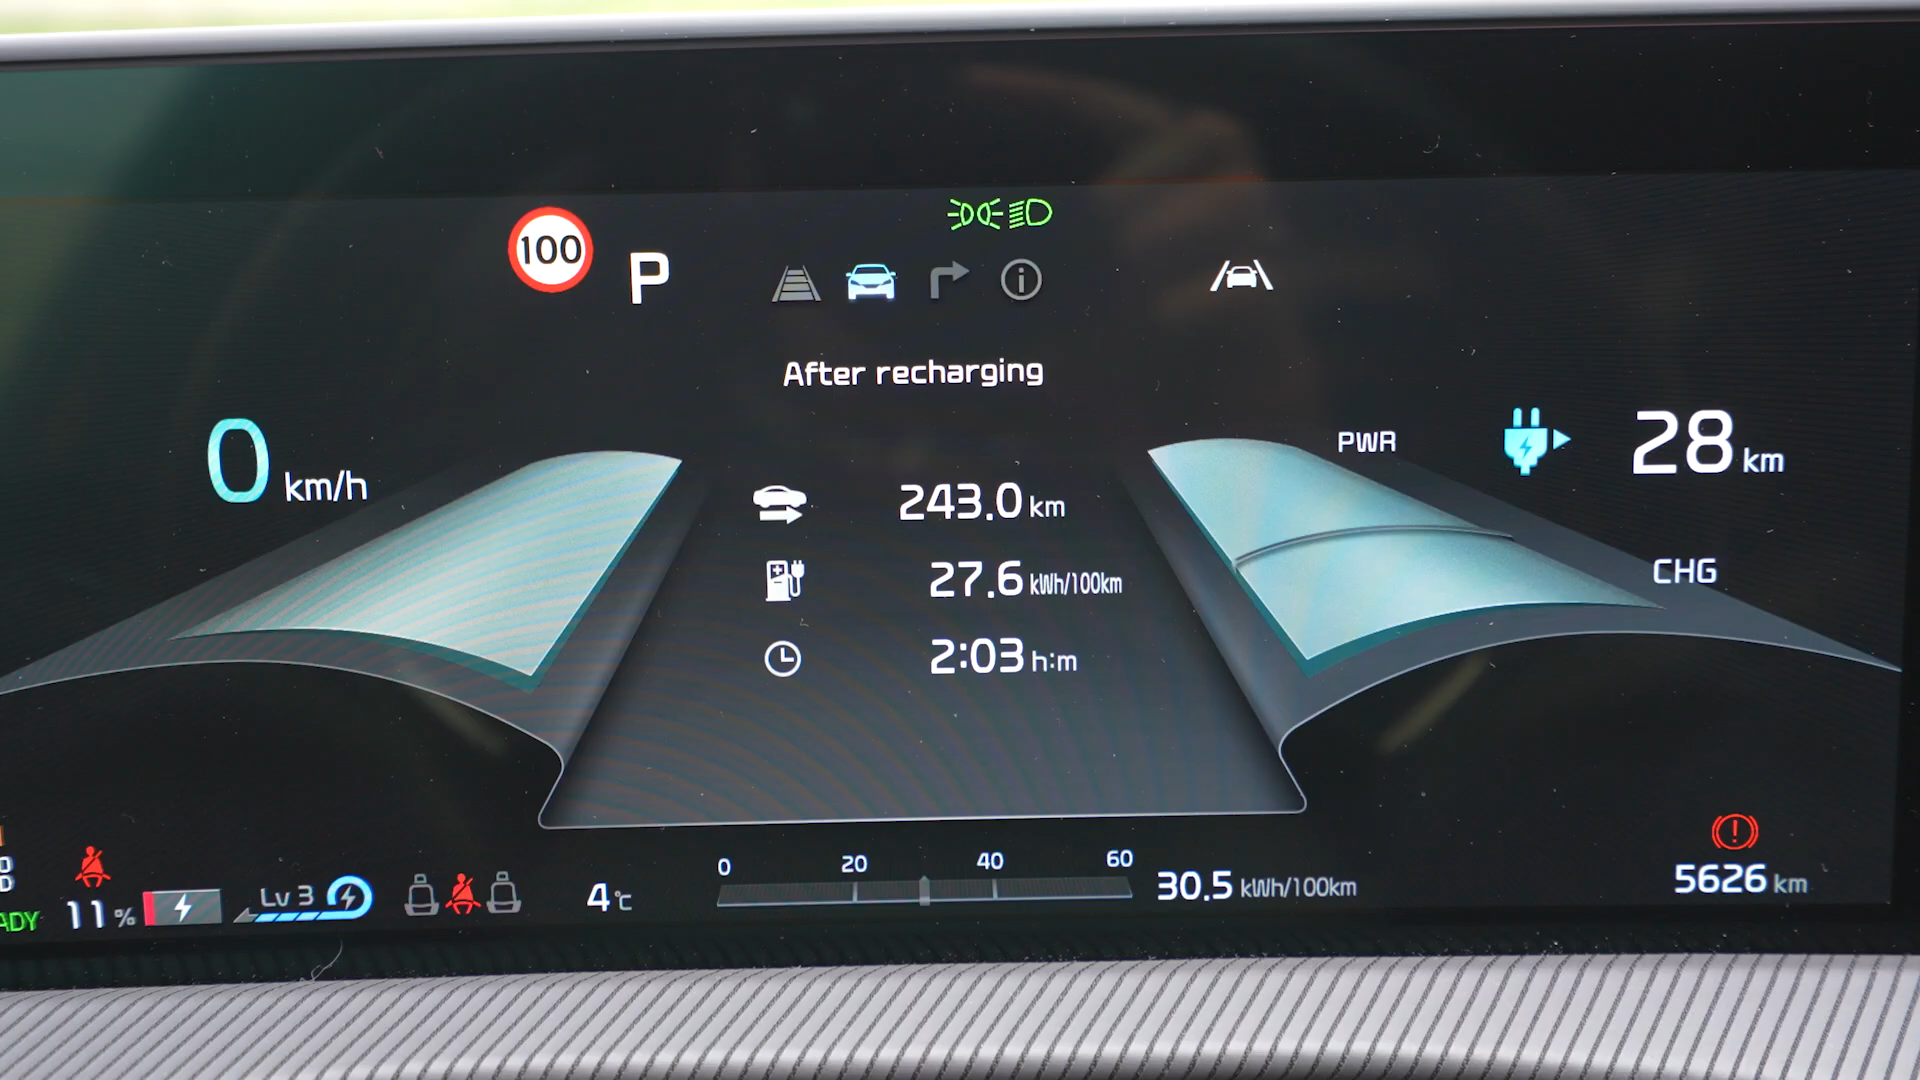 100
P
After recharging
0 km/h
PWR
28 km
243.0 km
CHG
27.6 kWh/100km
2:03 h:m
0 20 40 60
ADY
11 %
Lv 3
4°C
30.5 kWh/100km
5626 km